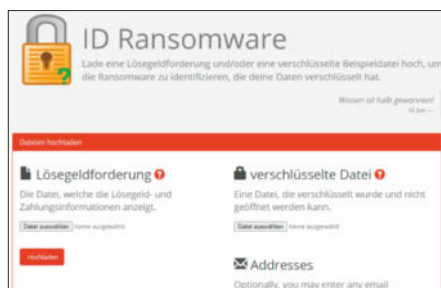 ID Ransomware
Lade eine Lösegeldforderung und/oder eine verschlüsselte Beispieldatei hoch, um
die Ransomware zu identifizieren, die deine Daten verschlüsselt hat.
Wissen ist halb gewonnen!
Dateien hochladen
Lösegeldforderung ?
Die Datei, welche die Lösegeld- und
Zahlungsinformationen anzeigt.
Datei auswählen Keine ausgewählt
Hochladen
verschlüsselte Datei ?
Eine Datei, die verschlüsselt wurde und nicht
geöffnet werden kann.
Datei auswählen Keine ausgewählt
Addresses
Optionally, you may enter any email